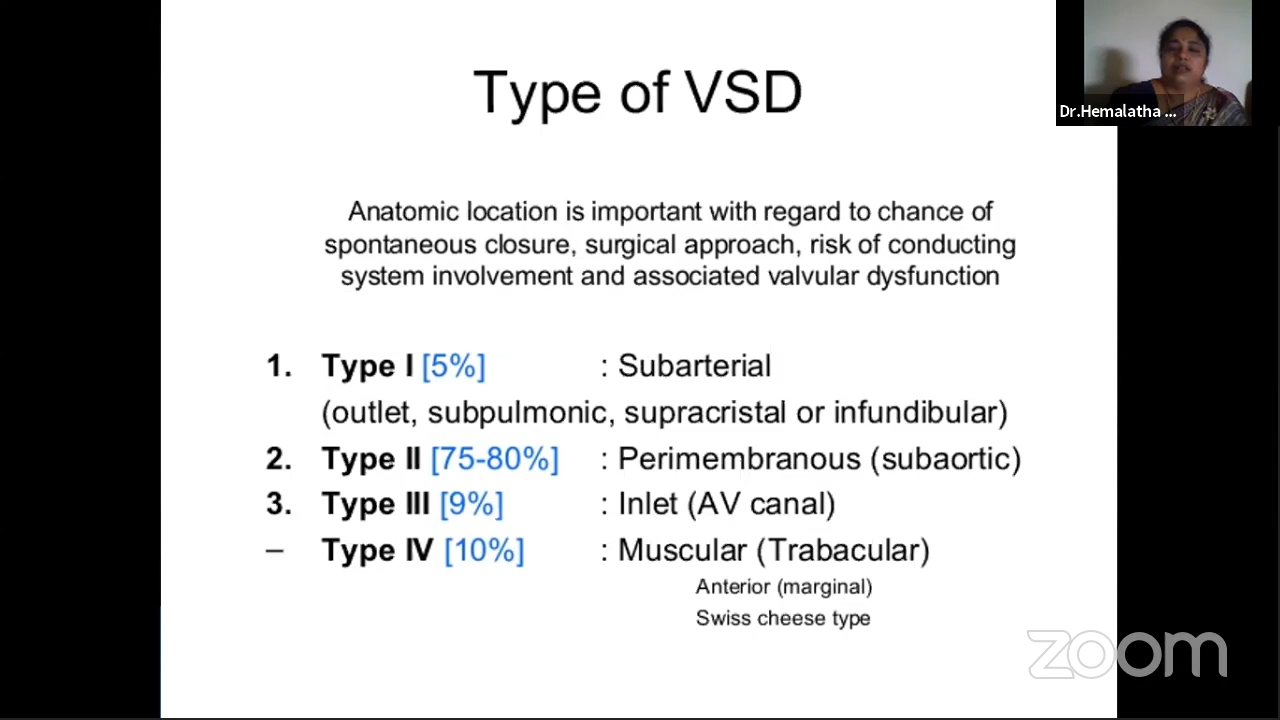 Type of VSD
Dr.Hemalatha ...
Anatomic location is important with regard to chance of
spontaneous closure, surgical approach, risk of conducting
system involvement and associated valvular dysfunction
1. Type I [5%] : Subarterial
(outlet, subpulmonic, supracristal or infundibular)
2. Type II [75-80%] : Perimembranous (subaortic)
3. Type III [9%] : Inlet (AV canal)
– Type IV [10%] : Muscular (Trabacular)
Anterior (marginal)
Swiss cheese type
zoom